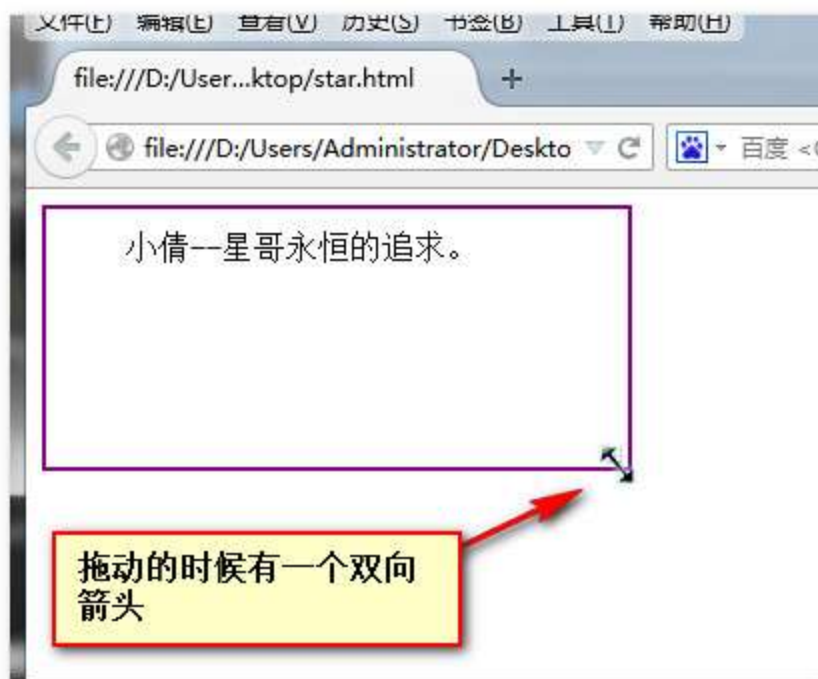 文件(F) 编辑(E) 查看(V) 历史(S) 书签(B) 工具(T) 帮助(H)
file:///D:/User...ktop/star.html +
file:///D:/Users/Administrator/Deskto 百度
小倩--星哥永恒的追求。
拖动的时候有一个双向
箭头